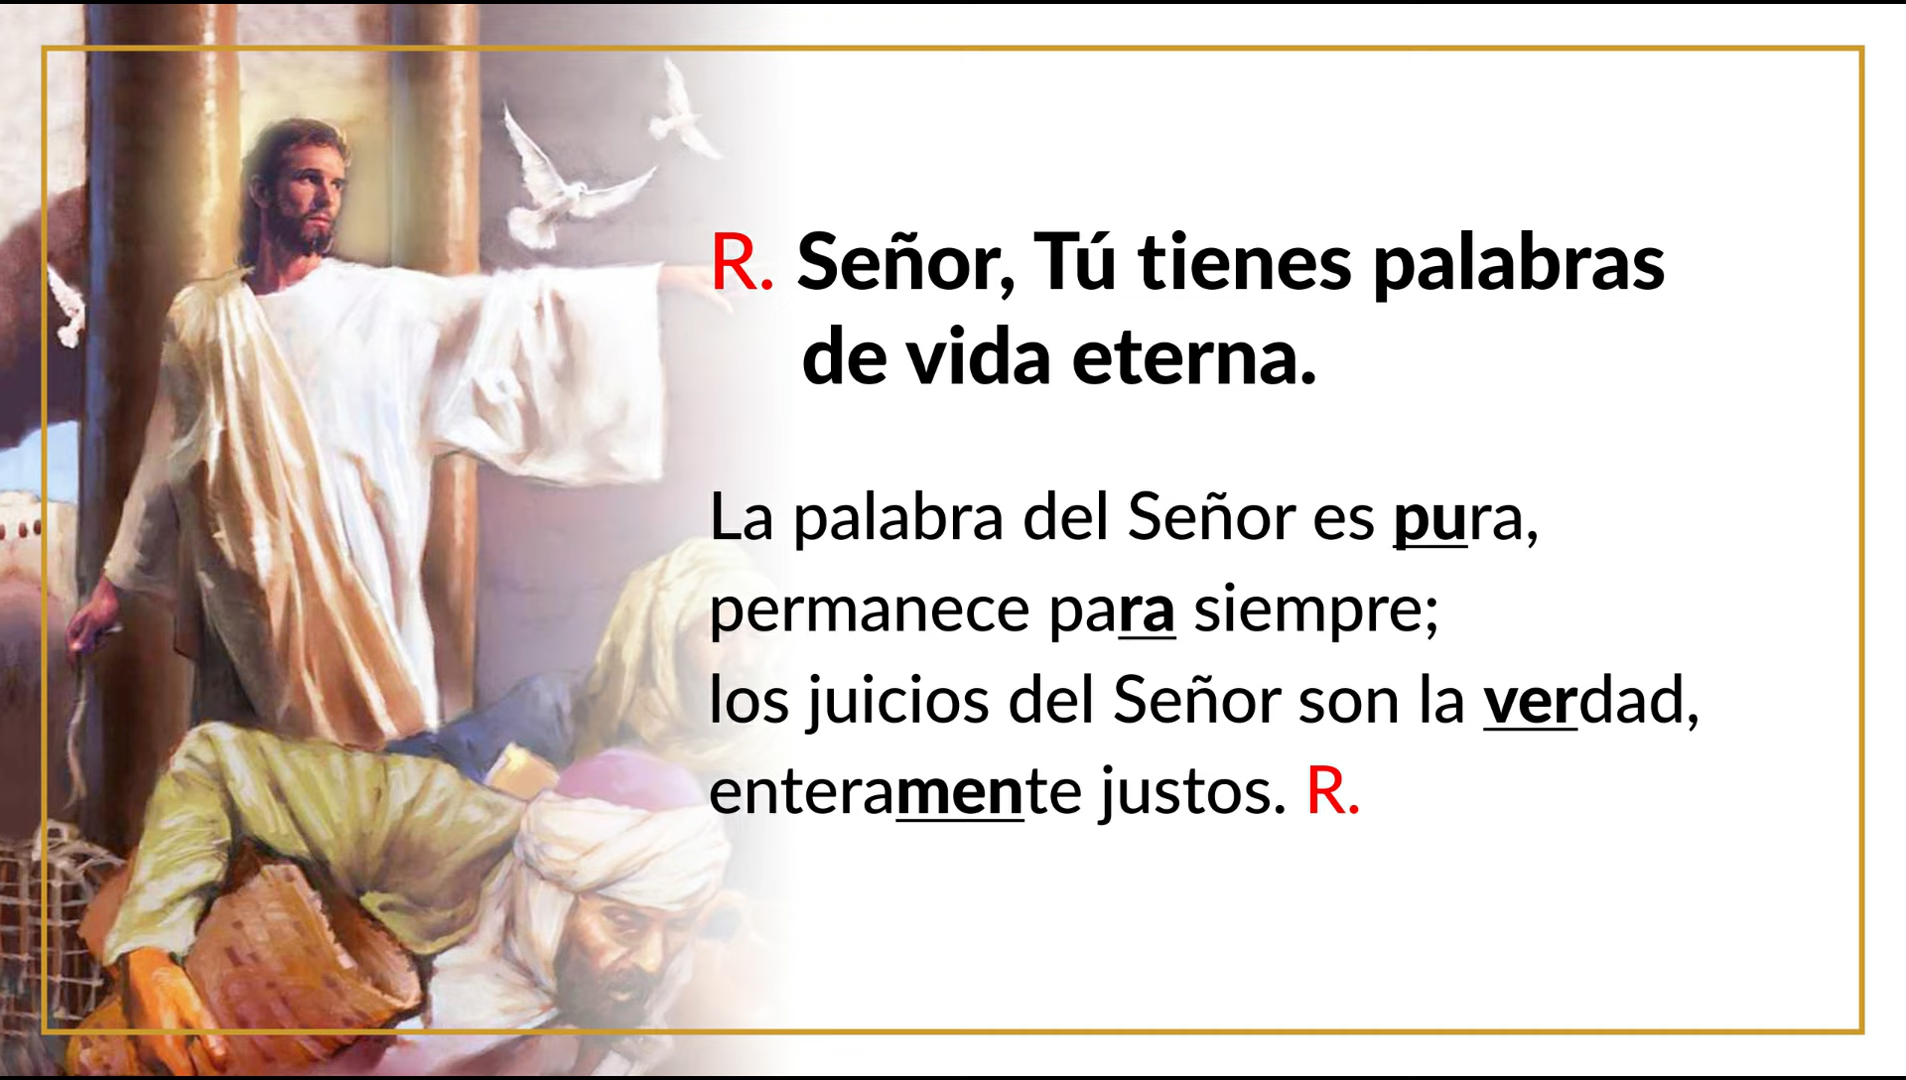 R. Señor, Tú tienes palabras
de vida eterna.
La palabra del Señor es pura,
permanece para siempre;
los juicios del Señor son la verdad,
enteramente justos. R.